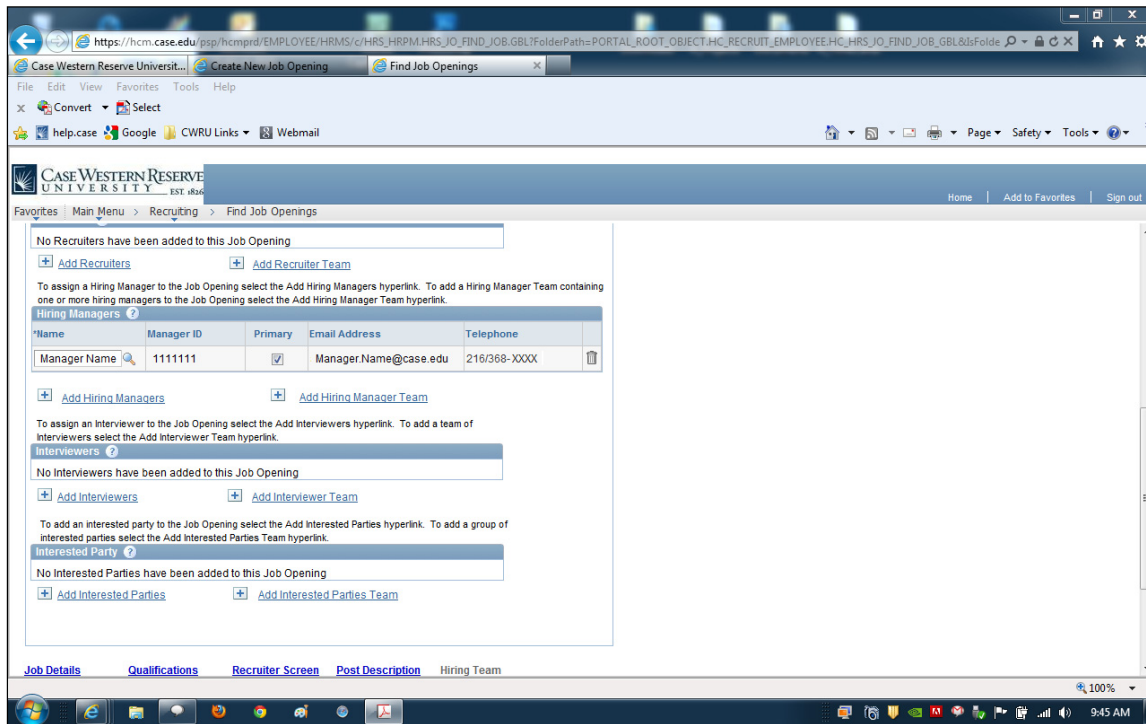 https://hcm.case.edu/psp/hcmprd/EMPLOYEE/HRMS/c/HRS_HRPM.HRS_JO_FIND_JOB.GBL?FolderPath=PORTAL_ROOT_OBJECT.HC_RECRUIT_EMPLOYEE.HC_HRS_JO_FIND_JOB_GBL&IsFolde
Case Western Reserve Universit... Create New Job Opening Find Job Openings
File Edit View Favorites Tools Help
x Convert Select
help.case Google CWRU Links Webmail Page Safety Tools
CASE WESTERN RESERVE
UNIVERSITY EST. 1826
Home | Add to Favorites | Sign out
Favorites Main Menu > Recruiting > Find Job Openings
No Recruiters have been added to this Job Opening
Add Recruiters Add Recruiter Team
To assign a Hiring Manager to the Job Opening select the Add Hiring Managers hyperlink. To add a Hiring Manager Team containing
one or more hiring managers to the Job Opening select the Add Hiring Manager Team hyperlink.
Hiring Managers ?
*Name Manager ID Primary Email Address Telephone
Manager Name 1111111 Manager.Name@case.edu 216/368-XXXX
Add Hiring Managers Add Hiring Manager Team
To assign an Interviewer to the Job Opening select the Add Interviewers hyperlink. To add a team of
Interviewers select the Add Interviewer Team hyperlink.
Interviewers ?
No Interviewers have been added to this Job Opening
Add Interviewers Add Interviewer Team
To add an interested party to the Job Opening select the Add Interested Parties hyperlink. To add a group of
interested parties select the Add Interested Parties Team hyperlink.
Interested Party ?
No Interested Parties have been added to this Job Opening
Add Interested Parties Add Interested Parties Team
Job Details Qualifications Recruiter Screen Post Description Hiring Team
100%
9:45 AM